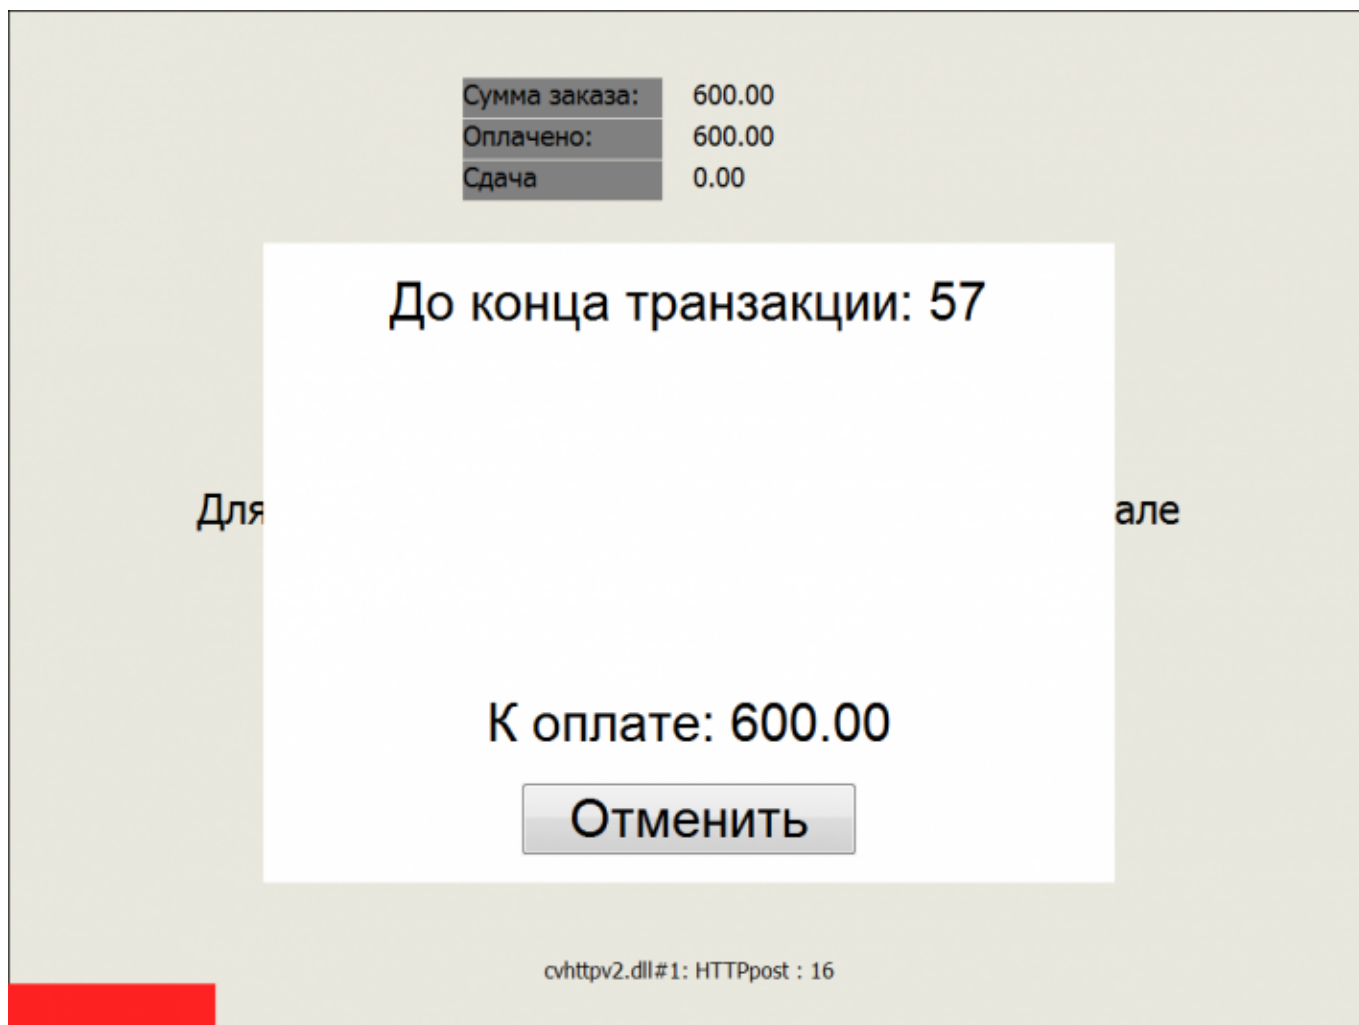 Сумма заказа: 600.00
Оплачено: 600.00
Сдача 0.00
До конца транзакции: 57
Для але
К оплате: 600.00
Отменить
cvhttpv2.dll#1: HTTPpost : 16